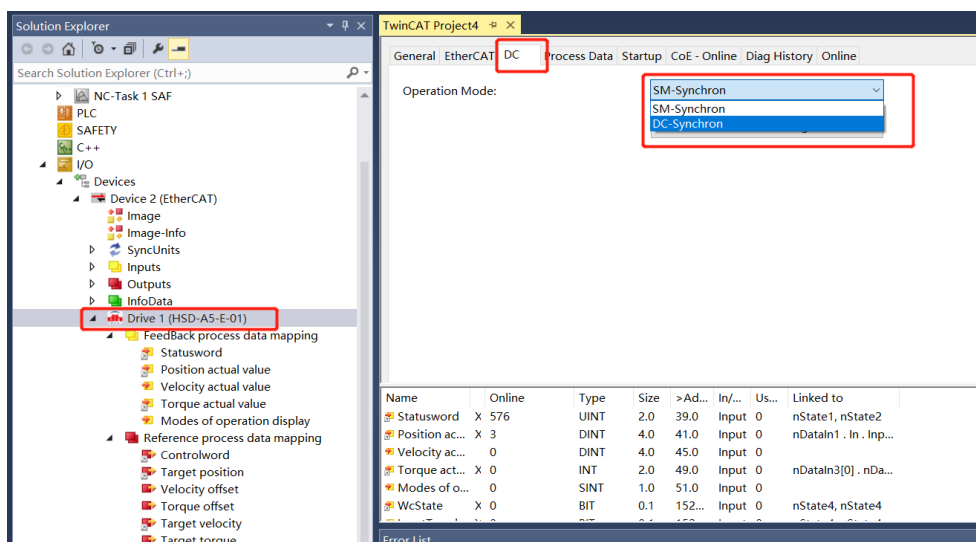 Solution Explorer
Search Solution Explorer (Ctrl+;)
NC-Task 1 SAF
PLC
SAFETY
C++
I/O
Devices
Device 2 (EtherCAT)
Image
Image-Info
SyncUnits
Inputs
Outputs
InfoData
Drive 1 (HSD-A5-E-01)
FeedBack process data mapping
Statusword
Position actual value
Velocity actual value
Torque actual value
Modes of operation display
Reference process data mapping
Controlword
Target position
Velocity offset
Torque offset
Target velocity
Target torque
TwinCAT Project4
General EtherCAT DC Process Data Startup CoE - Online Diag History Online
Operation Mode: SM-Synchron
SM-Synchron
DC-Synchron
Name Online Type Size >Ad... In/... Us... Linked to
Statusword X 576 UINT 2.0 39.0 Input 0 nState1, nState2
Position ac... X 3 DINT 4.0 41.0 Input 0 nDataIn1 . In . Inp...
Velocity ac... 0 DINT 4.0 45.0 Input 0
Torque act... X 0 INT 2.0 49.0 Input 0 nDataIn3[0] . nDa...
Modes of o... 0 SINT 1.0 51.0 Input 0
WcState X 0 BIT 0.1 152... Input 0 nState4, nState4
Error List